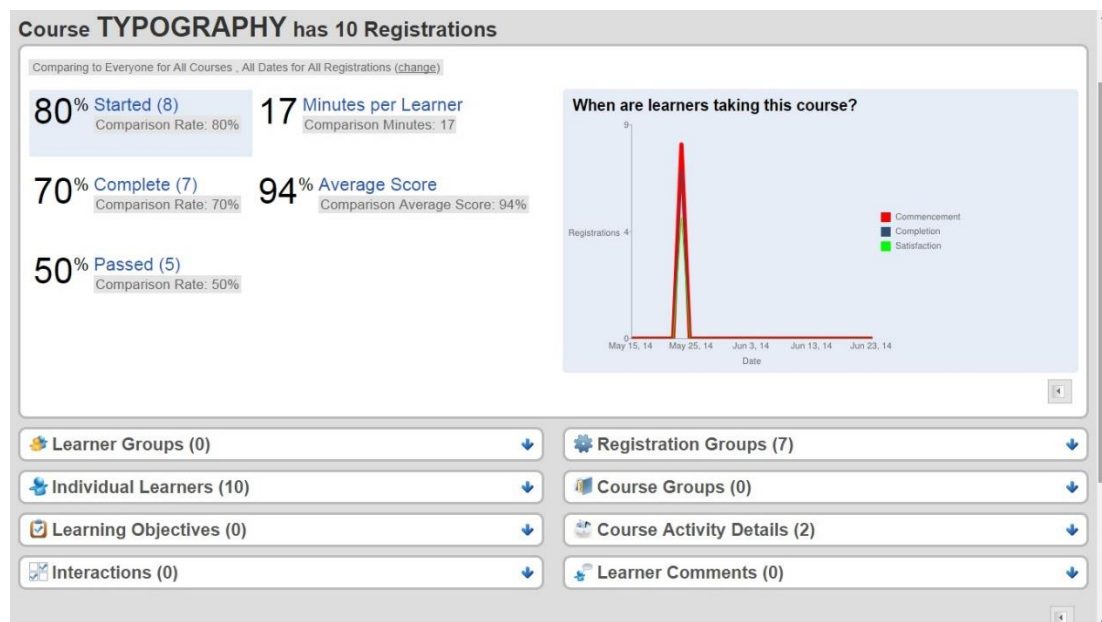 Course TYPOGRAPHY has 10 Registrations
Comparing to Everyone for All Courses , All Dates for All Registrations (change)
80% Started (8)
Comparison Rate: 80%
17 Minutes per Learner
Comparison Minutes: 17
70% Complete (7)
Comparison Rate: 70%
94% Average Score
Comparison Average Score: 94%
50% Passed (5)
Comparison Rate: 50%
When are learners taking this course?
9
Registrations 4
0
May 15, 14 May 25, 14 Jun 3, 14 Jun 13, 14 Jun 23, 14
Date
Commencement
Completion
Satisfaction
Learner Groups (0)
Registration Groups (7)
Individual Learners (10)
Course Groups (0)
Learning Objectives (0)
Course Activity Details (2)
Interactions (0)
Learner Comments (0)